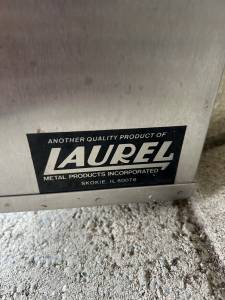 ANOTHER QUALITY PRODUCT OF
LAUREL
METAL PRODUCTS INCORPORATED
SKOKIE, IL 60076